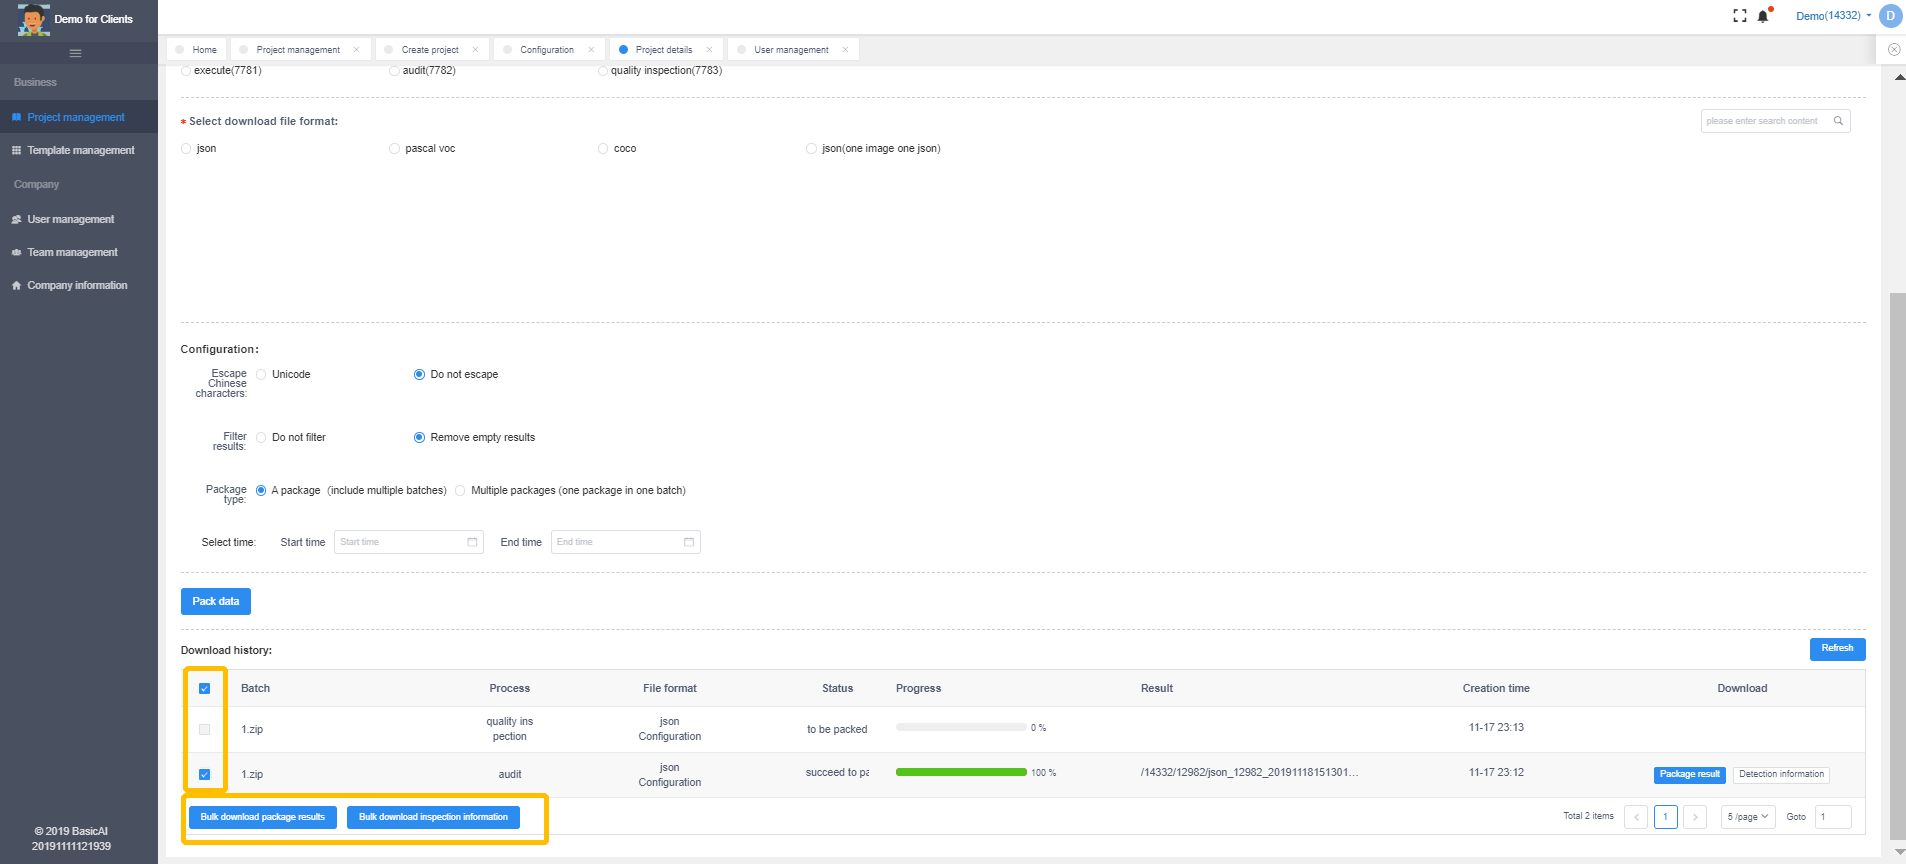 Demo for Clients
Demo(14332)
D
Home
Project management
Create project
Configuration
Project details
User management
Business
Project management
Template management
Company
User management
Team management
Company information
© 2019 BasicAI
20191111121939
execute(7781)
audit(7782)
quality inspection(7783)
* Select download file format:
please enter search content
json
pascal voc
coco
json(one image one json)
Configuration:
Escape
Chinese
characters:
Unicode
Do not escape
Filter
results:
Do not filter
Remove empty results
Package
type:
A package (include multiple batches)
Multiple packages (one package in one batch)
Select time:
Start time
Start time
End time
End time
Pack data
Download history:
Refresh
Batch
Process
File format
Status
Progress
Result
Creation time
Download
1.zip
quality ins
pection
json
Configuration
to be packed
0 %
11-17 23:13
1.zip
audit
json
Configuration
succeed to pa
100 %
/14332/12982/json_12982_20191118151301...
11-17 23:12
Package result
Detection information
Bulk download package results
Bulk download inspection information
Total 2 items
1
5 /page
Goto
1